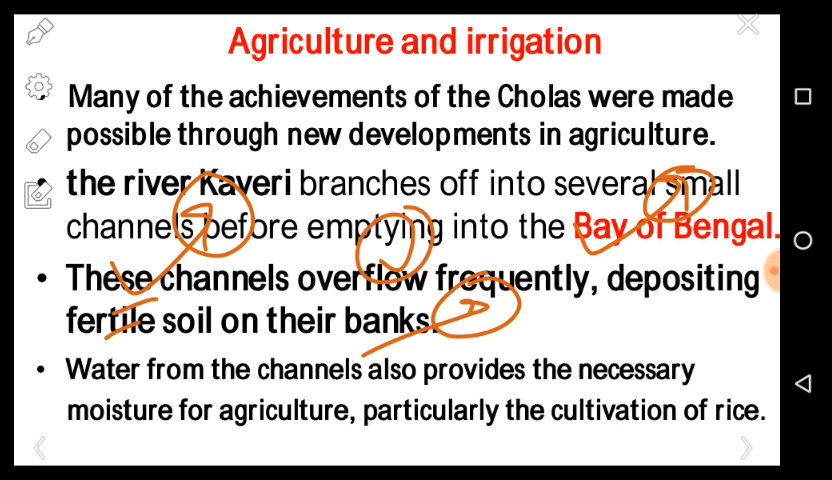 Agriculture and irrigation
• Many of the achievements of the Cholas were made
possible through new developments in agriculture.
• the river Kaveri branches off into several small
channels before emptying into the Bay of Bengal.
• These channels overflow frequently, depositing
fertile soil on their banks.
• Water from the channels also provides the necessary
moisture for agriculture, particularly the cultivation of rice.